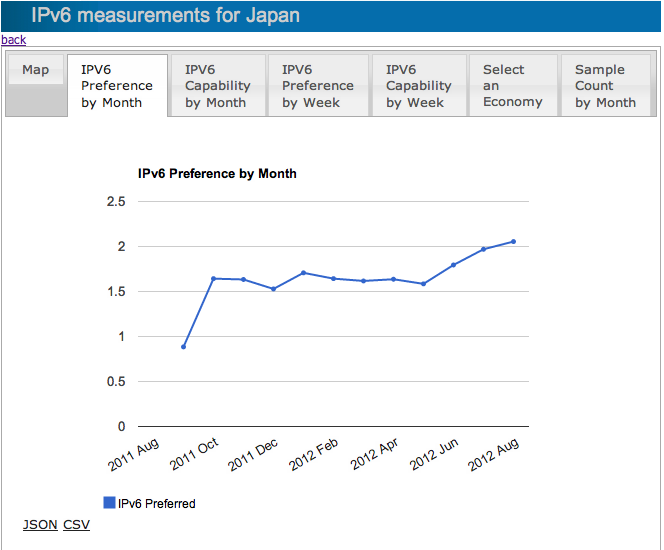 IPv6 measurements for Japan
back
Map
IPV6
Preference
by Month
IPV6
Capability
by Month
IPV6
Preference
by Week
IPV6
Capability
by Week
Select
an
Economy
Sample
Count
by Month
IPv6 Preference by Month
2.5
2
1.5
1
0.5
0
2011 Aug
2011 Oct
2011 Dec
2012 Feb
2012 Apr
2012 Jun
2012 Aug
IPv6 Preferred
JSON CSV